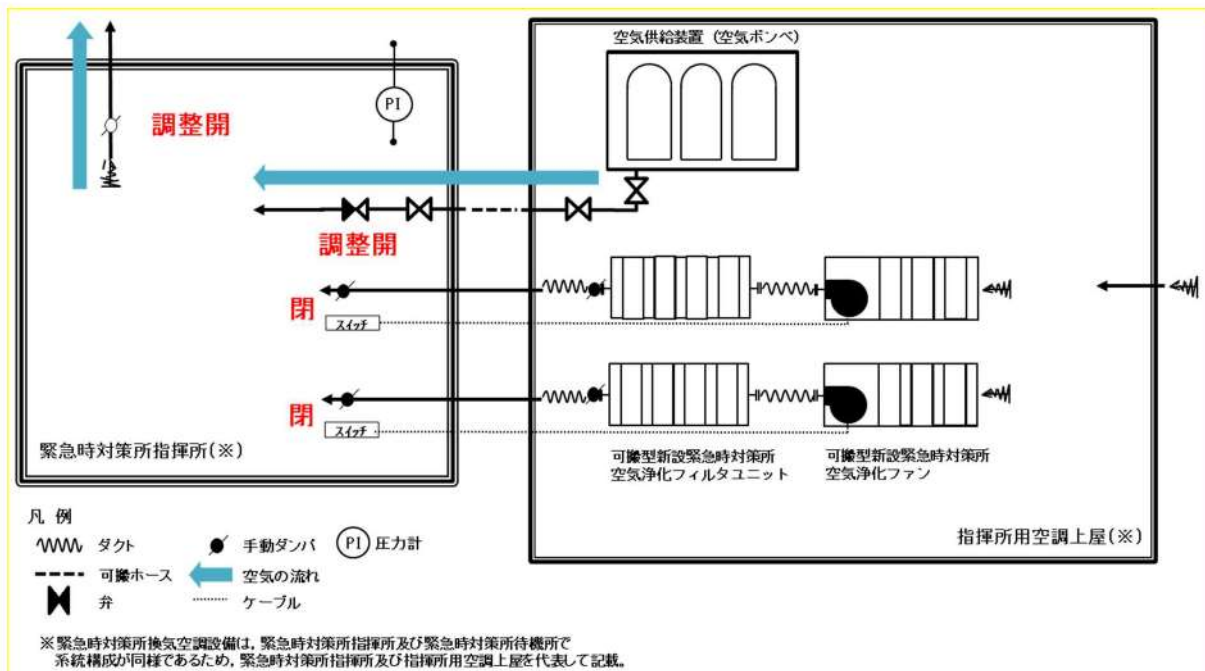 空気供給装置 (空気ボンベ)
PI
調整開
調整開
閉
スイッチ
閉
スイッチ
緊急時対策所指揮所(※)
可搬型新設緊急時対策所
空気浄化フィルタユニット
可搬型新設緊急時対策所
空気浄化ファン
指揮所用空調上屋(※)
凡 例
ダクト
手動ダンパ
PI
圧力計
可搬ホース
空気の流れ
弁
ケーブル
※緊急時対策所換気空調設備は，緊急時対策所指揮所及び緊急時対策所待機所で
系統構成が同様であるため，緊急時対策所指揮所及び指揮所用空調上屋を代表して記載。